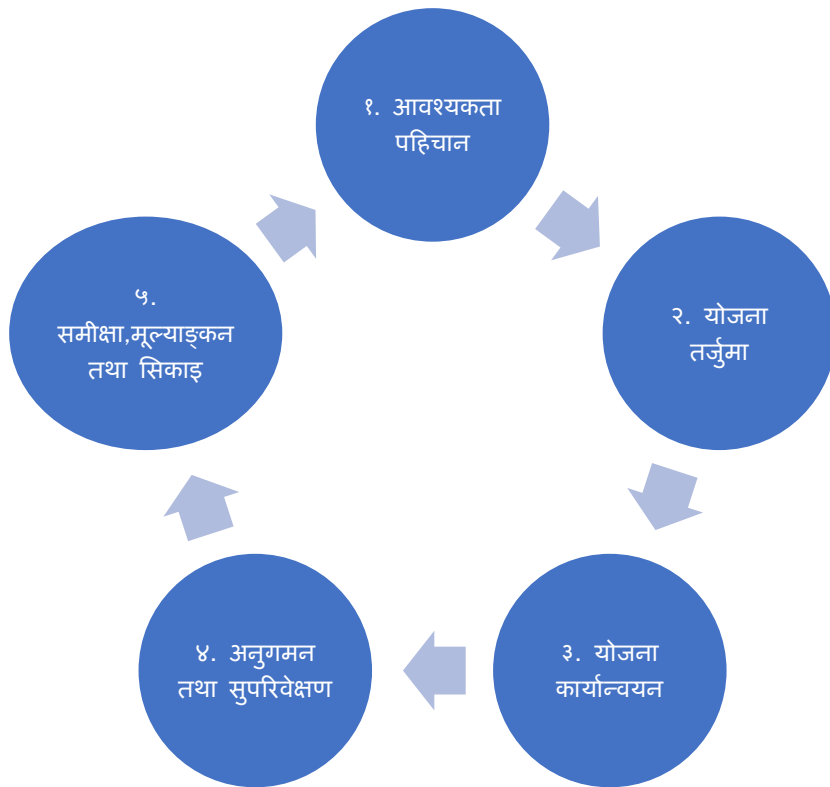 १. आवश्यकता
पहिचान
२. योजना
तर्जुमा
३. योजना
कार्यान्वयन
४. अनुगमन
तथा सुपरिवेक्षण
५.
समीक्षा,मूल्याङ्कन
तथा सिकाइ